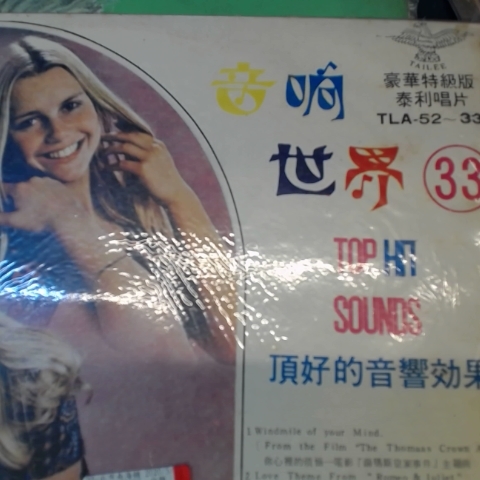 TAILEE
豪華特級版
泰利唱片
TLA-52~33
音响
世界 33
TOP HIT
SOUNDS
頂好的音響効果
1 Windmile of your Mind.
From the Film "The Thomass Crown
2 Love Theme From "Romeo & Juliet"